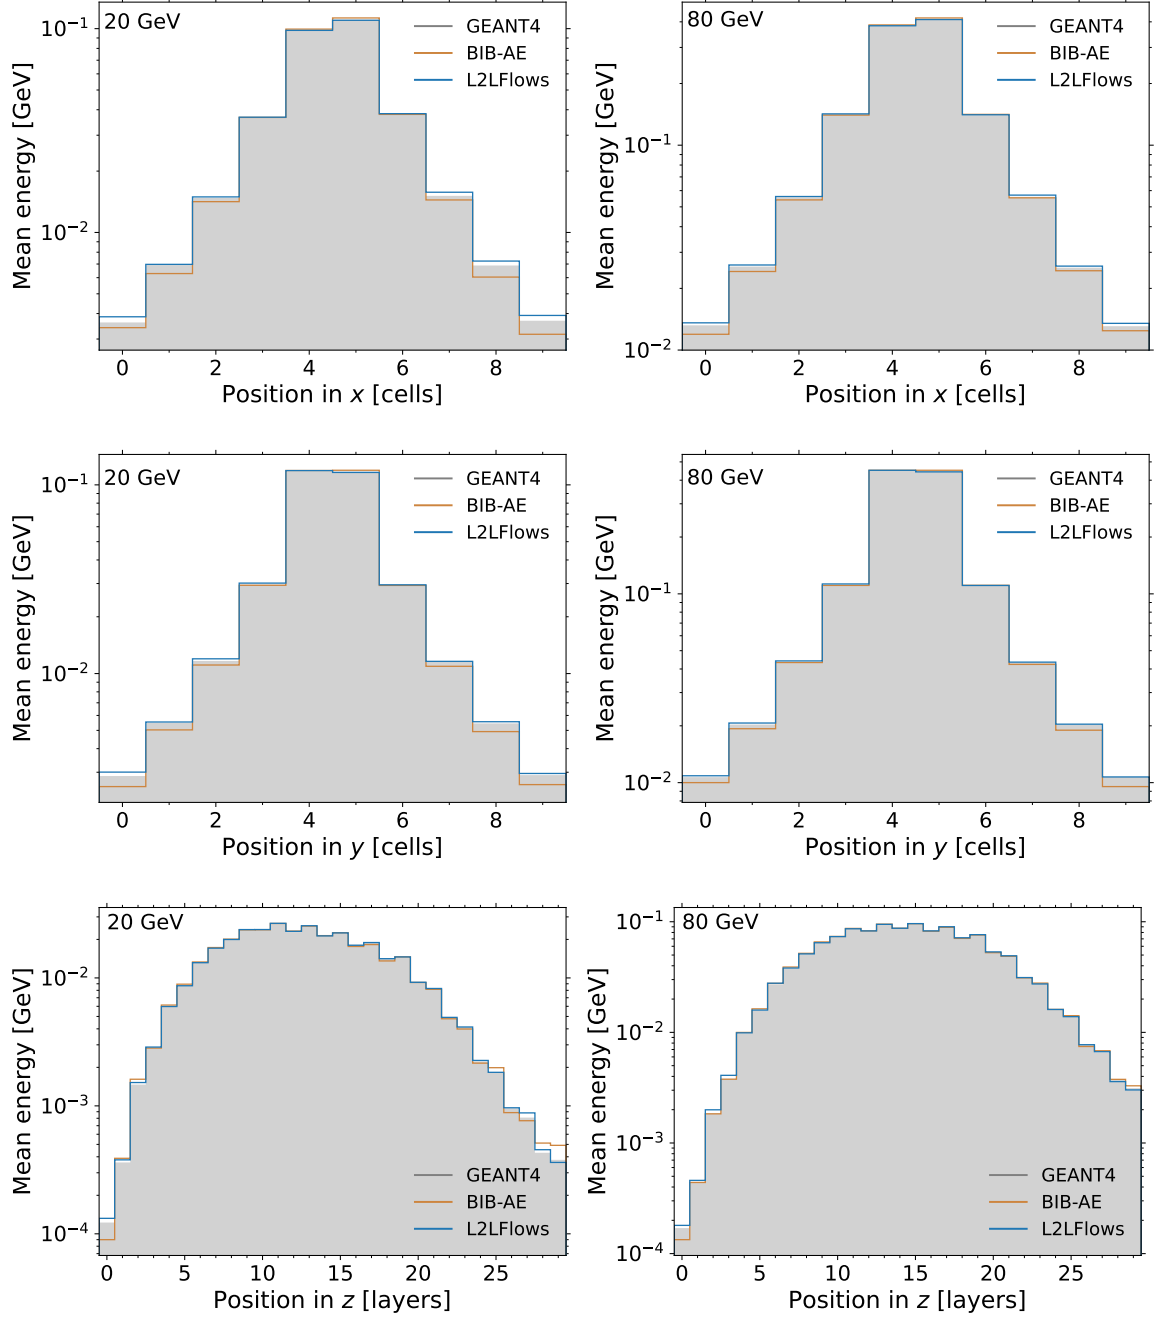 20 GeV
GEANT4
BIB-AE
L2LFlows
Mean energy [GeV]
10⁻¹
10⁻²
0 2 4 6 8
Position in x [cells]
80 GeV
GEANT4
BIB-AE
L2LFlows
Mean energy [GeV]
10⁻¹
10⁻²
0 2 4 6 8
Position in x [cells]
20 GeV
GEANT4
BIB-AE
L2LFlows
Mean energy [GeV]
10⁻¹
10⁻²
0 2 4 6 8
Position in y [cells]
80 GeV
GEANT4
BIB-AE
L2LFlows
Mean energy [GeV]
10⁻¹
10⁻²
0 2 4 6 8
Position in y [cells]
20 GeV
Mean energy [GeV]
10⁻²
10⁻³
10⁻⁴
GEANT4
BIB-AE
L2LFlows
0 5 10 15 20 25
Position in z [layers]
80 GeV
Mean energy [GeV]
10⁻¹
10⁻²
10⁻³
10⁻⁴
GEANT4
BIB-AE
L2LFlows
0 5 10 15 20 25
Position in z [layers]